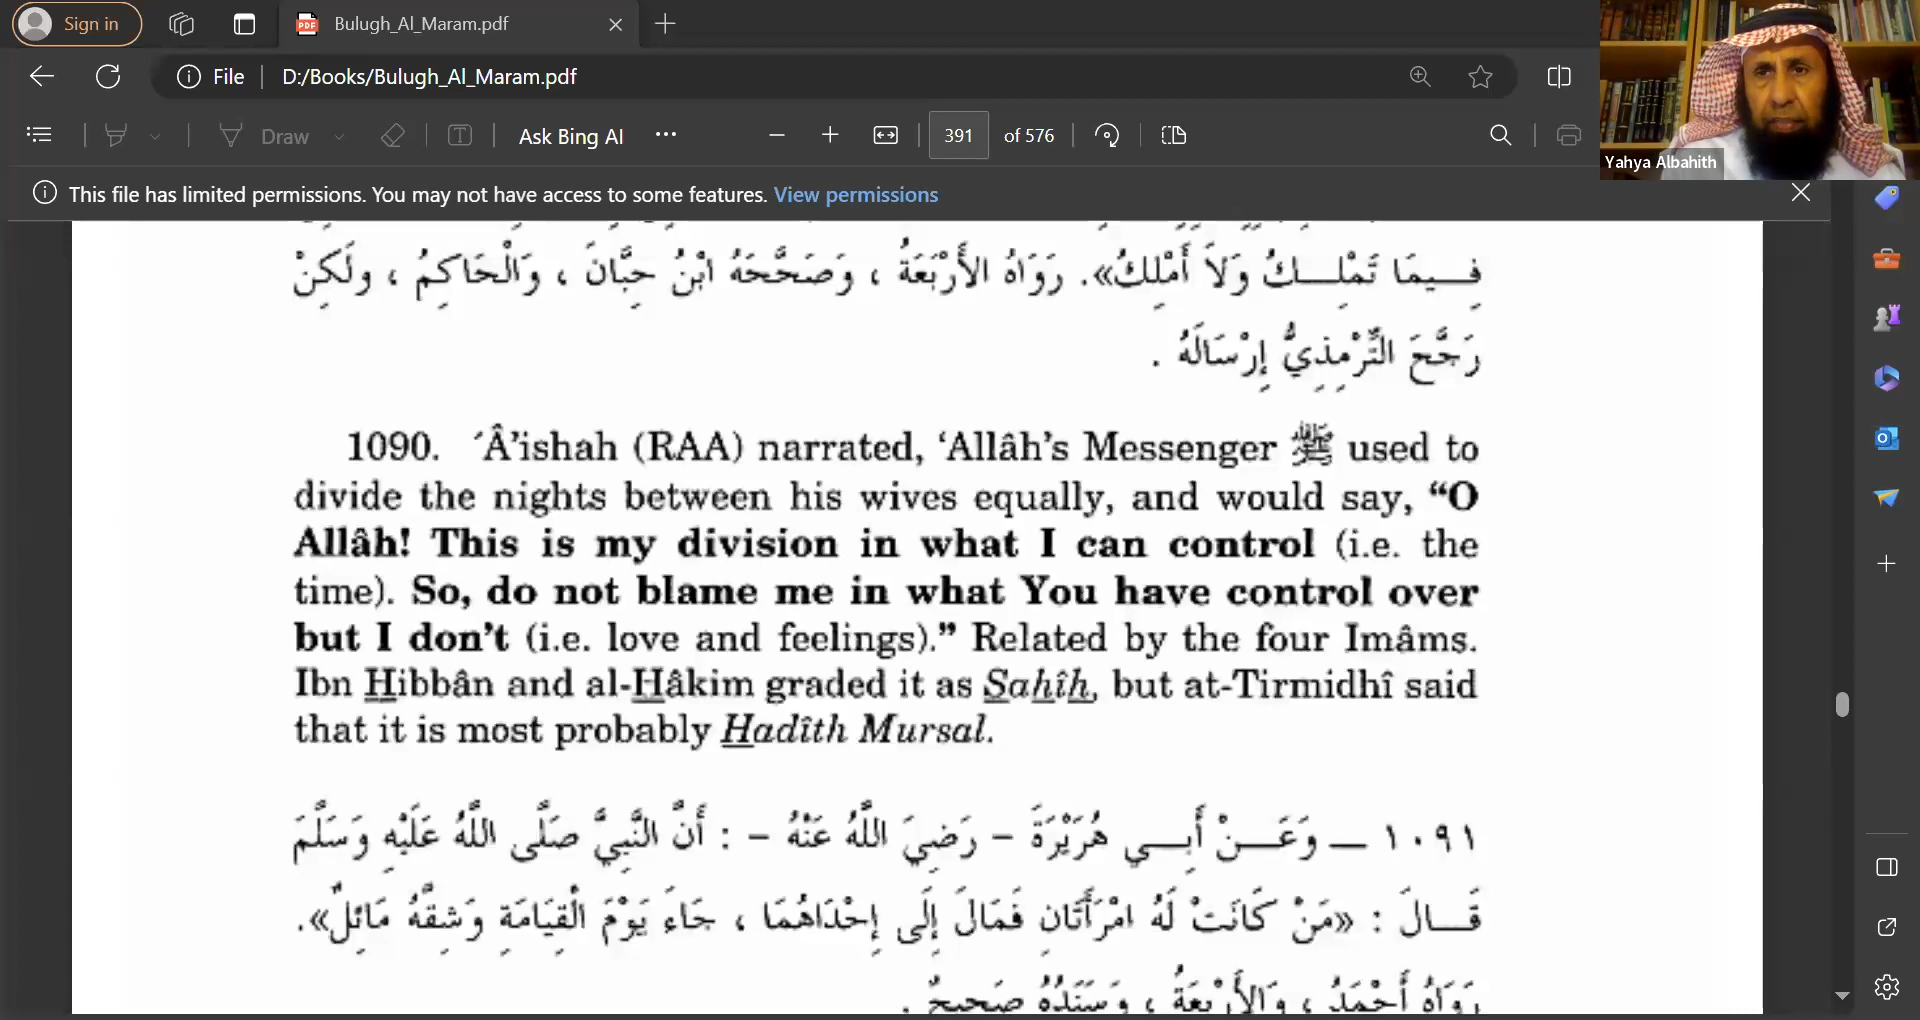 Sign in
Bulugh_Al_Maram.pdf
File
D:/Books/Bulugh_Al_Maram.pdf
Draw
Ask Bing AI
391 of 576
Yahya Albahith
This file has limited permissions. You may not have access to some features. View permissions
فِيمَا تَمْلِكُ وَلَا أَمْلِكُ». رَوَاهُ الأَرْبَعَةُ ، وَصَحَّحَهُ ابْنُ حِبَّانَ ، وَالْحَاكِمُ ، ولَكِنْ
رَجَّحَ التِّرْمِذِيُّ إِرْسَالَهُ .
1090. ´Â’ishah (RAA) narrated, ‘Allâh’s Messenger ﷺ used to
divide the nights between his wives equally, and would say, “O
Allâh! This is my division in what I can control (i.e. the
time). So, do not blame me in what You have control over
but I don’t (i.e. love and feelings).” Related by the four Imâms.
Ibn Hibbân and al-Hâkim graded it as Sahîh, but at-Tirmidhî said
that it is most probably Hadîth Mursal.
١٠٩١ — وَعَنْ أَبِي هُرَيْرَةَ – رَضِيَ اللَّهُ عَنْهُ – : أَنَّ النَّبِيَّ صَلَّى اللَّهُ عَلَيْهِ وَسَلَّمَ
قَالَ : «مَنْ كَانَتْ لَهُ امْرَأَتَانِ فَمَالَ إِلَى إِحْدَاهُمَا ، جَاءَ يَوْمَ الْقِيَامَةِ وَشِقُّهُ مَائِلٌ».
رَوَاهُ أَحْمَدُ ، وَالأَرْبَعَةُ ، وَسَنَدُهُ صَحِيحٌ .